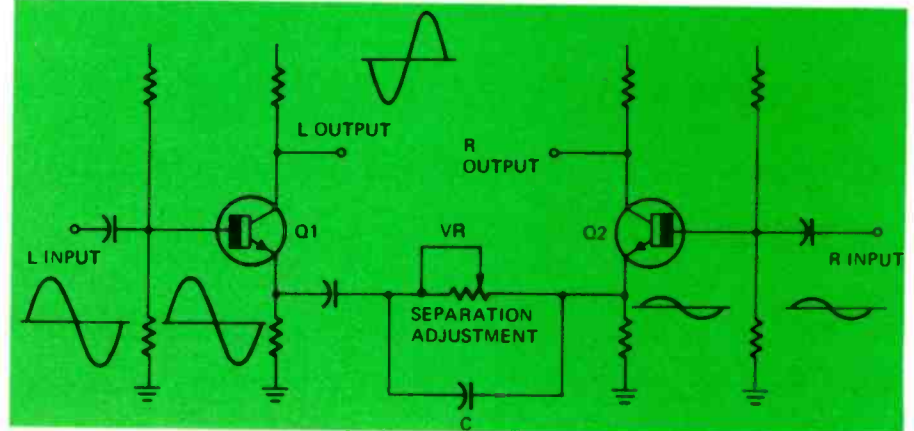 L OUTPUT
R
OUTPUT
Q1
VR
Q2
L INPUT
R INPUT
SEPARATION
ADJUSTMENT
C